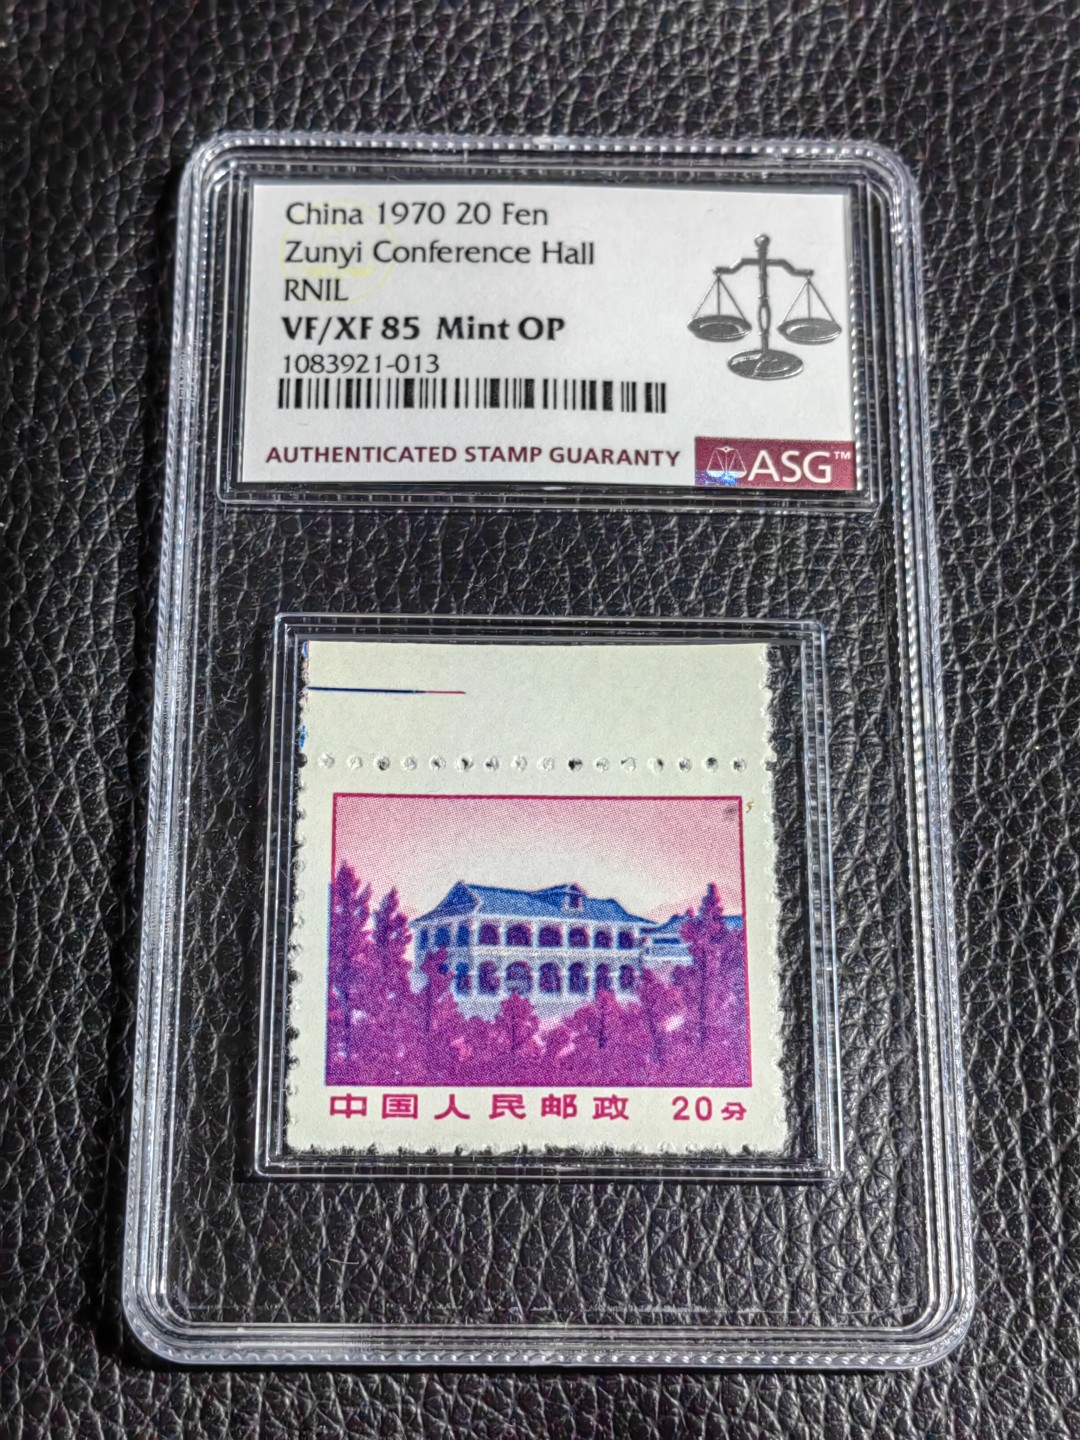 China 1970 20 Fen
Zunyi Conference Hall
RNIL
VF/XF 85 Mint OP
1083921-013
AUTHENTICATED STAMP GUARANTY
ASG™
中国人民邮政 20分